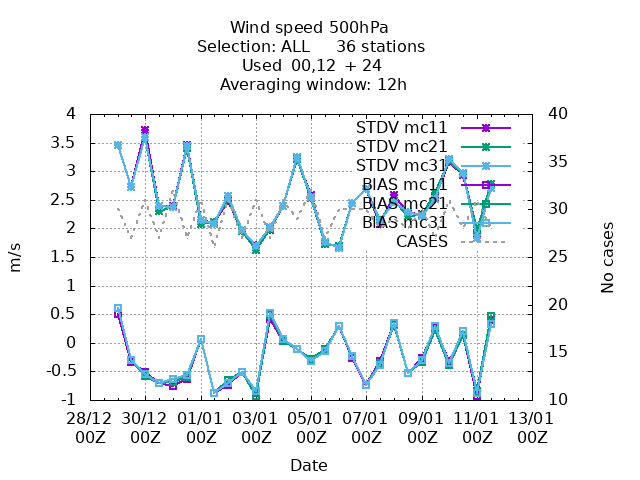 Wind speed 500hPa
Selection: ALL 36 stations
Used 00,12 + 24
Averaging window: 12h
4
3.5
3
2.5
2
1.5
1
0.5
0
-0.5
-1
m/s
40
35
30
25
20
15
10
No cases
STDV mc11
STDV mc21
STDV mc31
BIAS mc11
BIAS mc21
BIAS mc31
CASES
28/12 30/12 01/01 03/01 05/01 07/01 09/01 11/01 13/01
00Z 00Z 00Z 00Z 00Z 00Z 00Z 00Z 00Z
Date